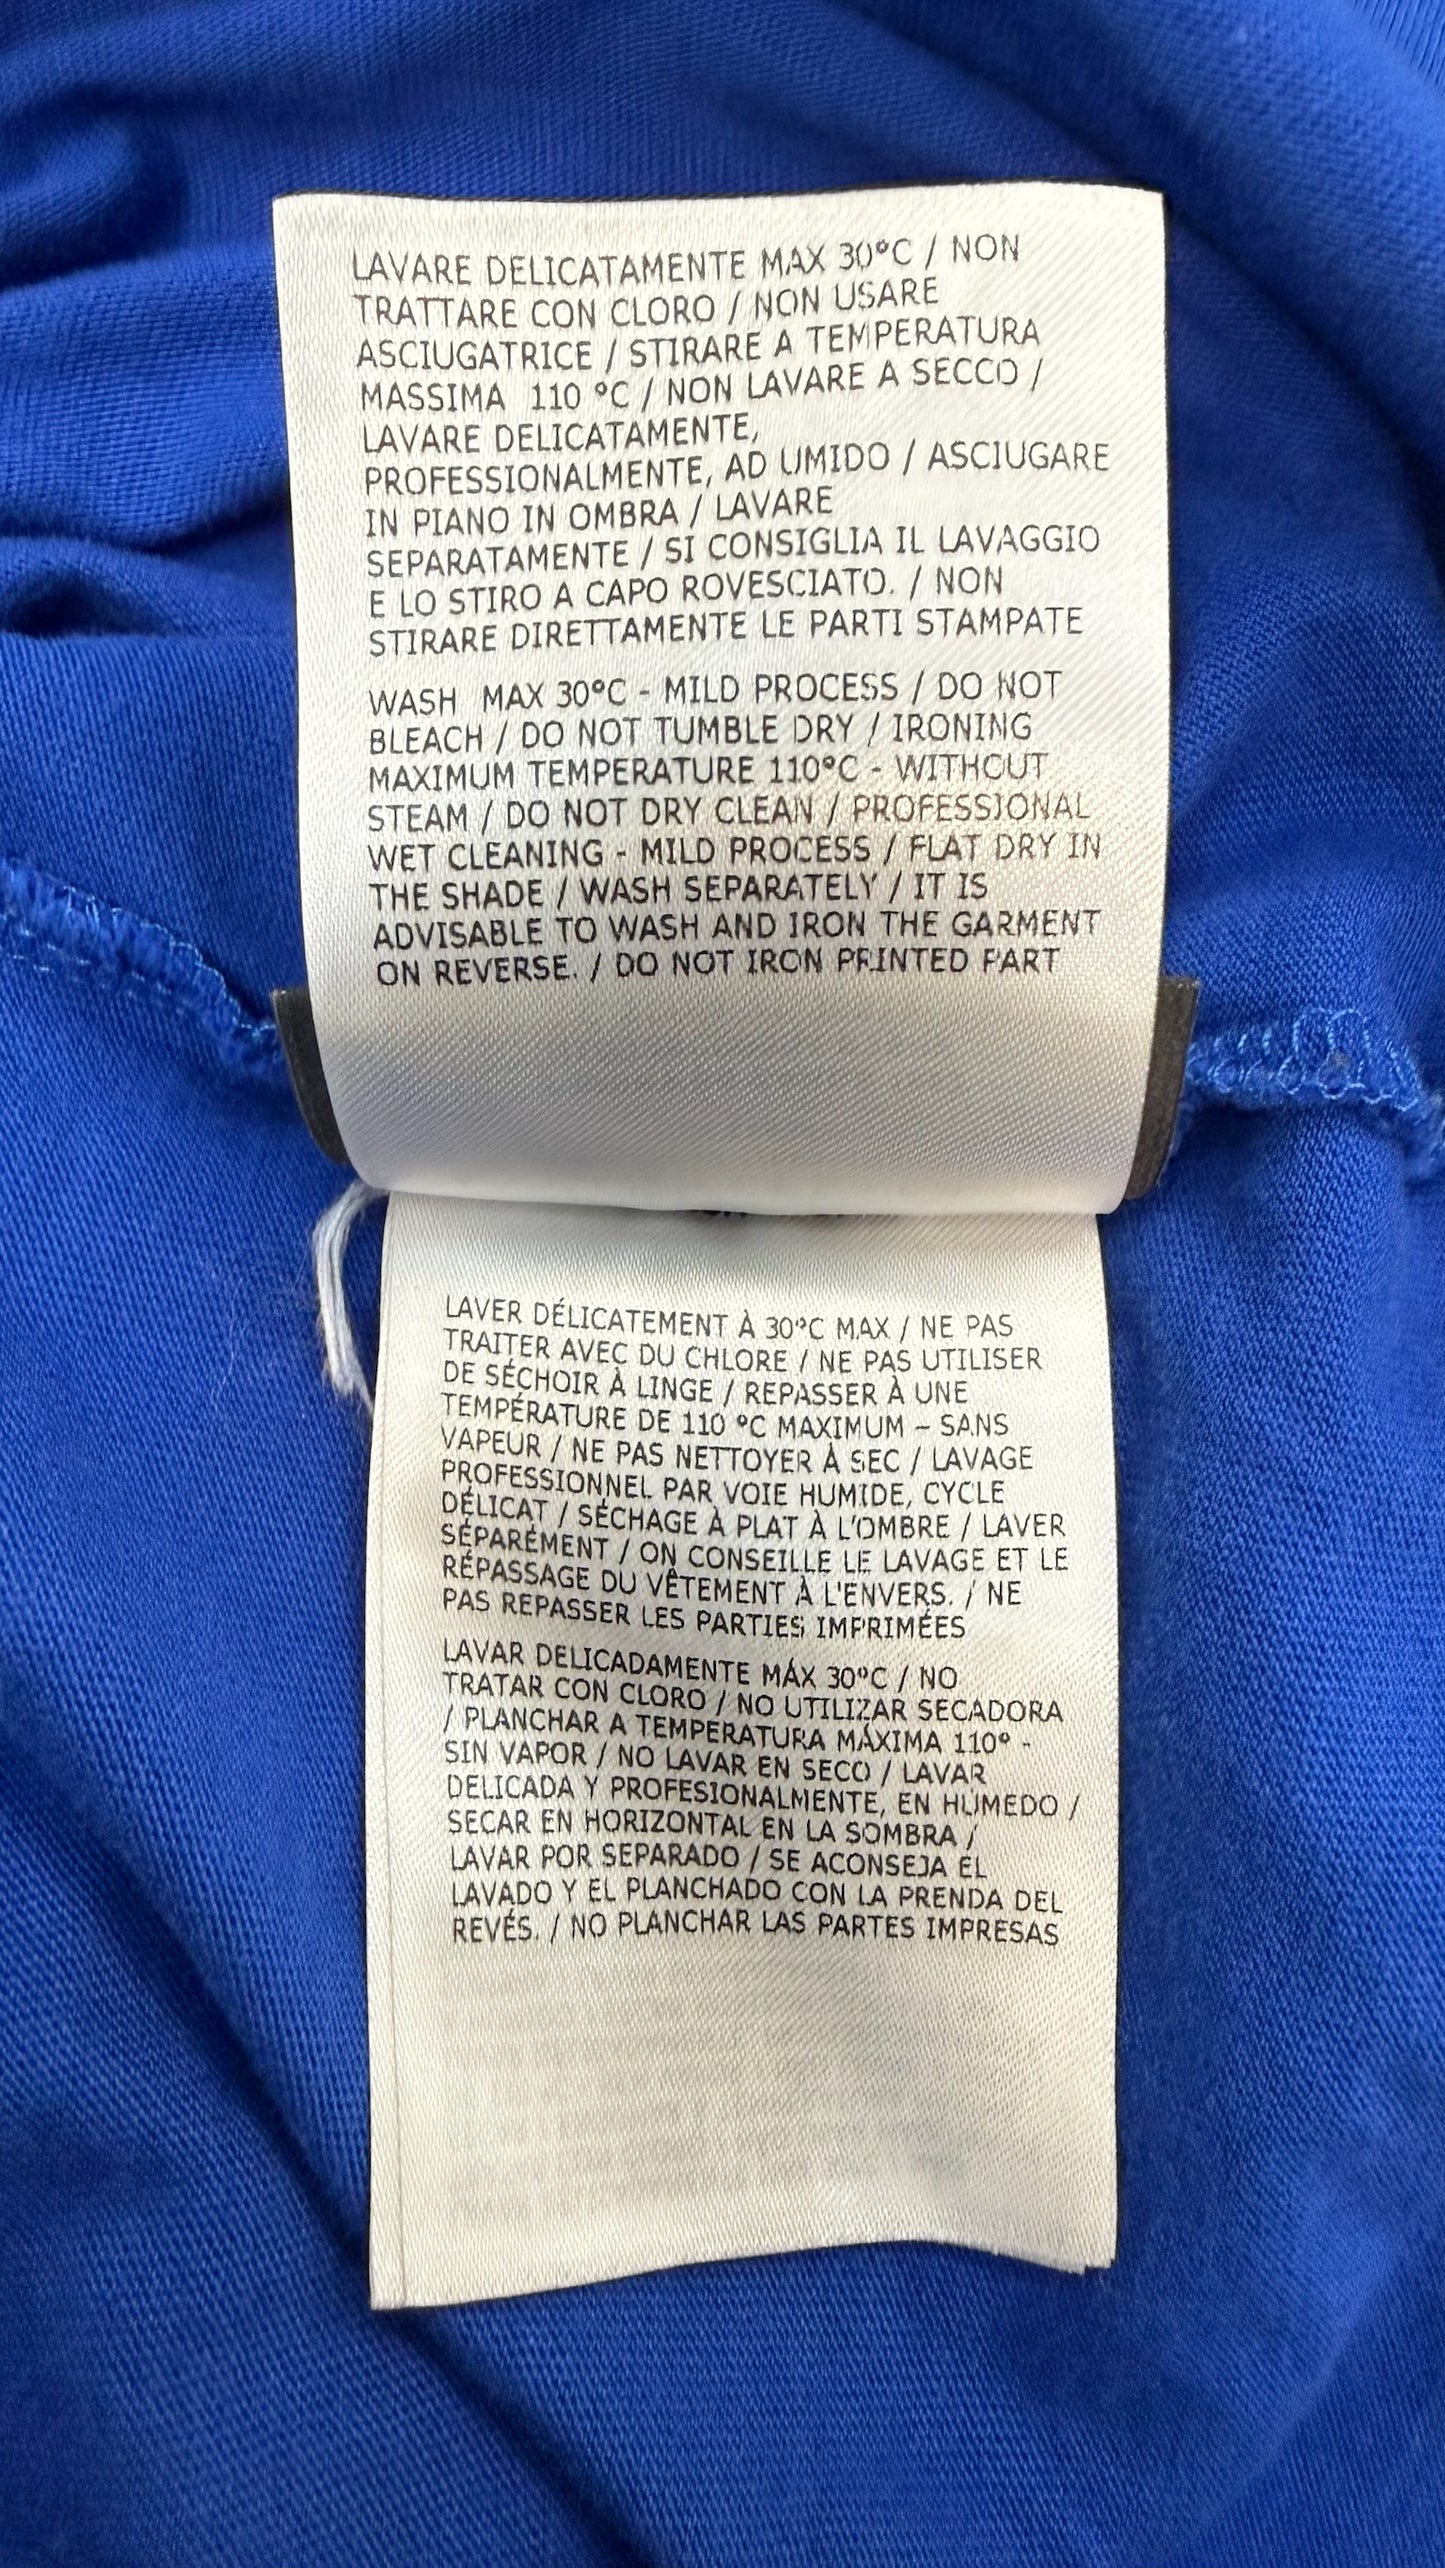 LAVARE DELICATAMENTE MAX 30°C / NON
TRATTARE CON CLORO / NON USARE
ASCIUGATRICE / STIRARE A TEMPERATURA
MASSIMA 110 °C / NON LAVARE A SECCO /
LAVARE DELICATAMENTE,
PROFESSIONALMENTE, AD UMIDO / ASCIUGARE
IN PIANO IN OMBRA / LAVARE
SEPARATAMENTE / SI CONSIGLIA IL LAVAGGIO
E LO STIRO A CAPO ROVESCIATO. / NON
STIRARE DIRETTAMENTE LE PARTI STAMPATE
WASH MAX 30°C - MILD PROCESS / DO NOT
BLEACH / DO NOT TUMBLE DRY / IRONING
MAXIMUM TEMPERATURE 110°C - WITHOUT
STEAM / DO NOT DRY CLEAN / PROFESSIONAL
WET CLEANING - MILD PROCESS / FLAT DRY IN
THE SHADE / WASH SEPARATELY / IT IS
ADVISABLE TO WASH AND IRON THE GARMENT
ON REVERSE. / DO NOT IRON PRINTED PART
LAVER DÉLICATEMENT À 30°C MAX / NE PAS
TRAITER AVEC DU CHLORE / NE PAS UTILISER
DE SÉCHOIR À LINGE / REPASSER À UNE
TEMPÉRATURE DE 110 °C MAXIMUM – SANS
VAPEUR / NE PAS NETTOYER À SEC / LAVAGE
PROFESSIONNEL PAR VOIE HUMIDE, CYCLE
DÉLICAT / SÉCHAGE À PLAT À L'OMBRE / LAVER
SÉPARÉMENT / ON CONSEILLE LE LAVAGE ET LE
RÉPASSAGE DU VÊTEMENT À L'ENVERS. / NE
PAS REPASSER LES PARTIES IMPRIMÉES
LAVAR DELICADAMENTE MÁX 30°C / NO
TRATAR CON CLORO / NO UTILIZAR SECADORA
/ PLANCHAR A TEMPERATURA MÁXIMA 110° -
SIN VAPOR / NO LAVAR EN SECO / LAVAR
DELICADA Y PROFESIONALMENTE, EN HÚMEDO /
SECAR EN HORIZONTAL EN LA SOMBRA /
LAVAR POR SEPARADO / SE ACONSEJA EL
LAVADO Y EL PLANCHADO CON LA PRENDA DEL
REVÉS. / NO PLANCHAR LAS PARTES IMPRESAS